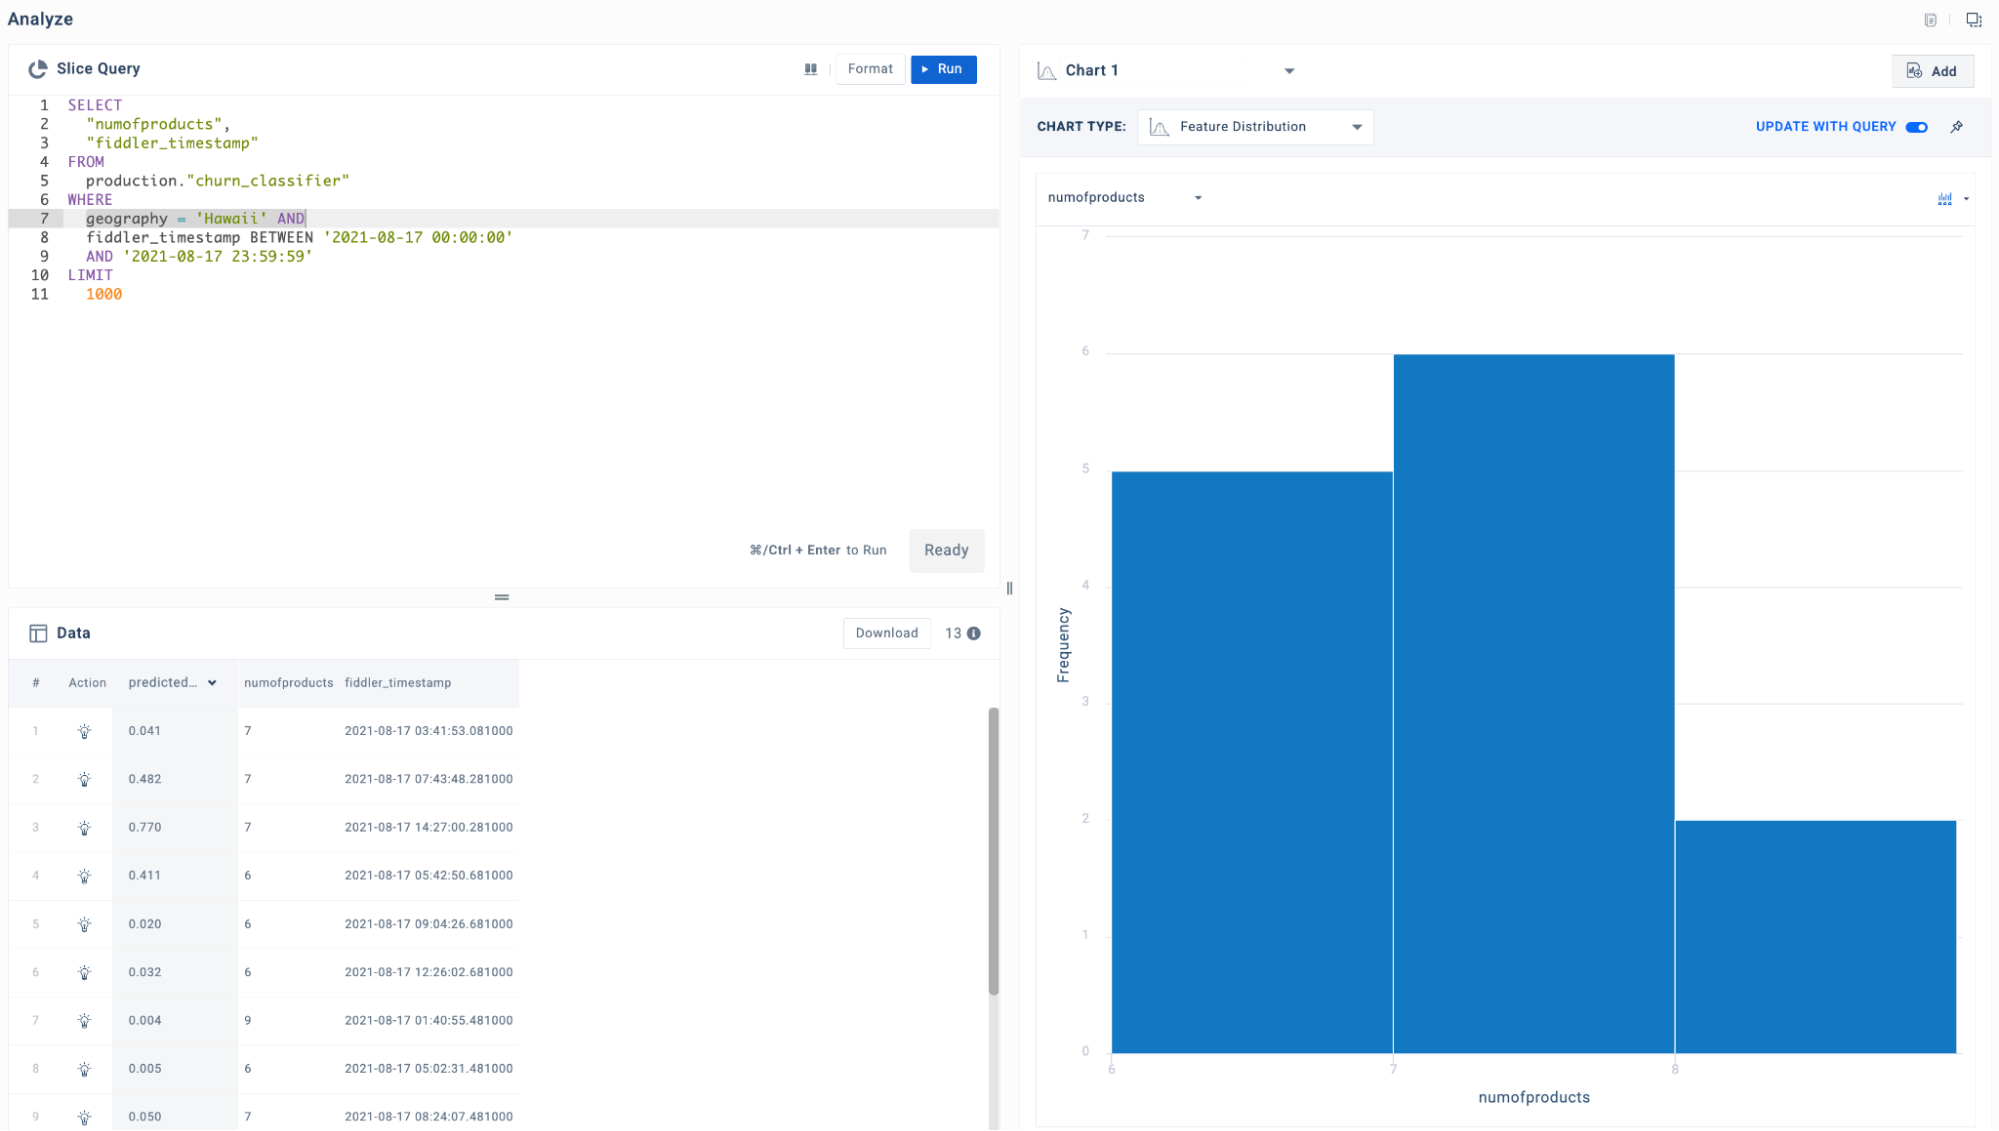 Analyze
Slice Query
Format
Run
1 SELECT
2 "numofproducts",
3 "fiddler_timestamp"
4 FROM
5 production."churn_classifier"
6 WHERE
7 geography = 'Hawaii' AND
8 fiddler_timestamp BETWEEN '2021-08-17 00:00:00'
9 AND '2021-08-17 23:59:59'
10 LIMIT
11 1000
⌘/Ctrl + Enter to Run
Ready
Data
Download
13
# Action predicted... numofproducts fiddler_timestamp
1 0.041 7 2021-08-17 03:41:53.081000
2 0.482 7 2021-08-17 07:43:48.281000
3 0.770 7 2021-08-17 14:27:00.281000
4 0.411 6 2021-08-17 05:42:50.681000
5 0.020 6 2021-08-17 09:04:26.681000
6 0.032 6 2021-08-17 12:26:02.681000
7 0.004 9 2021-08-17 01:40:55.481000
8 0.005 6 2021-08-17 05:02:31.481000
9 0.050 7 2021-08-17 08:24:07.481000
Chart 1
Add
CHART TYPE:
Feature Distribution
UPDATE WITH QUERY
numofproducts
7
6
5
4
3
2
1
0
Frequency
6 7 8
numofproducts